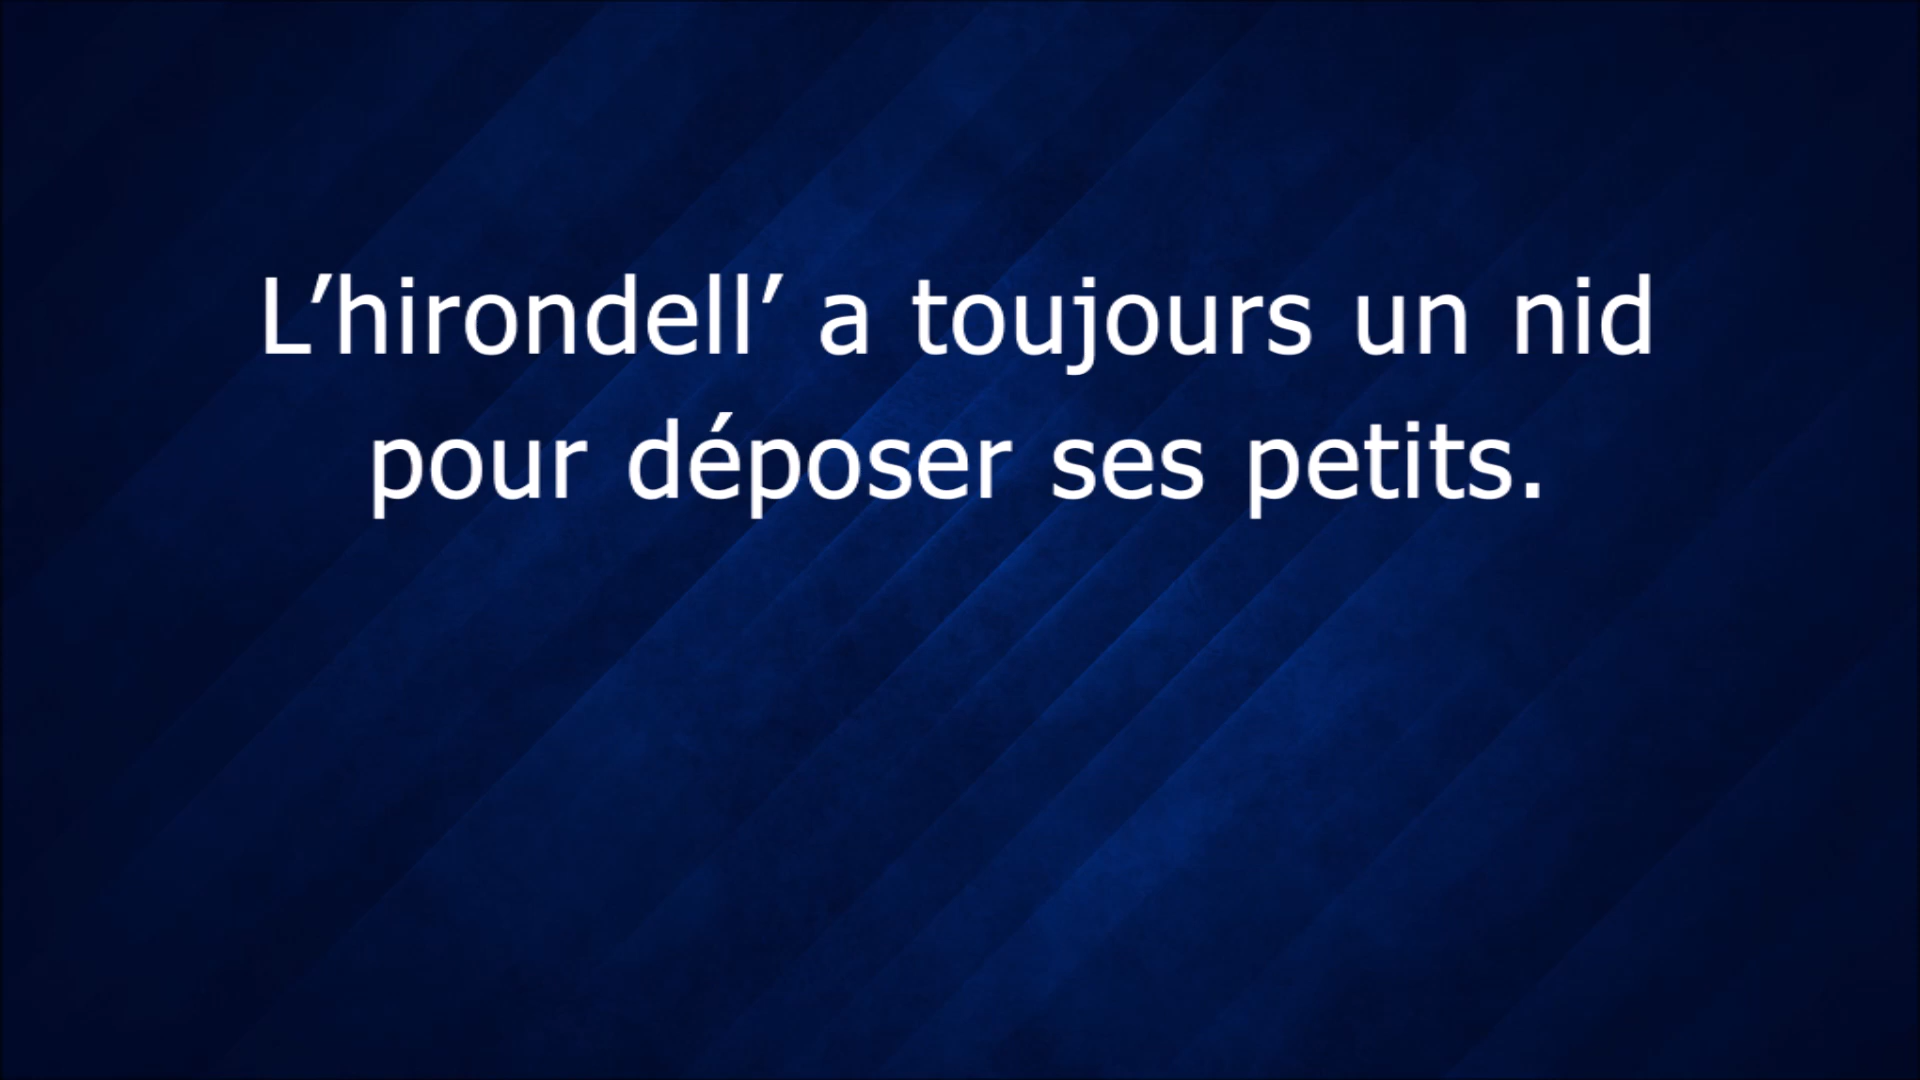 L’hirondell’ a toujours un nid
pour déposer ses petits.